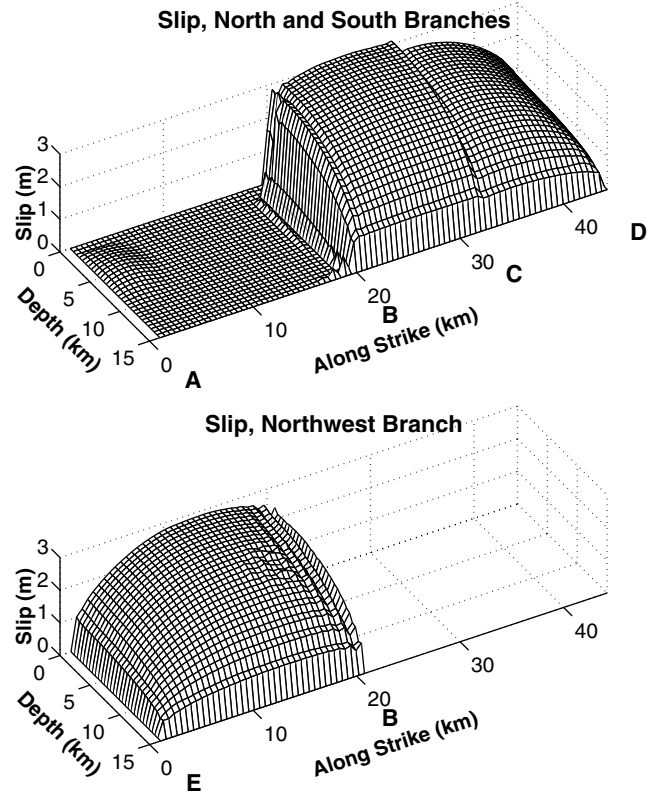 Slip, North and South Branches
3
2
1
0
Slip (m)
0
5
10
15
Depth (km)
0
10
20
30
40
Along Strike (km)
A
B
C
D
Slip, Northwest Branch
3
2
1
0
Slip (m)
0
5
10
15
Depth (km)
0
10
20
30
40
Along Strike (km)
E
B